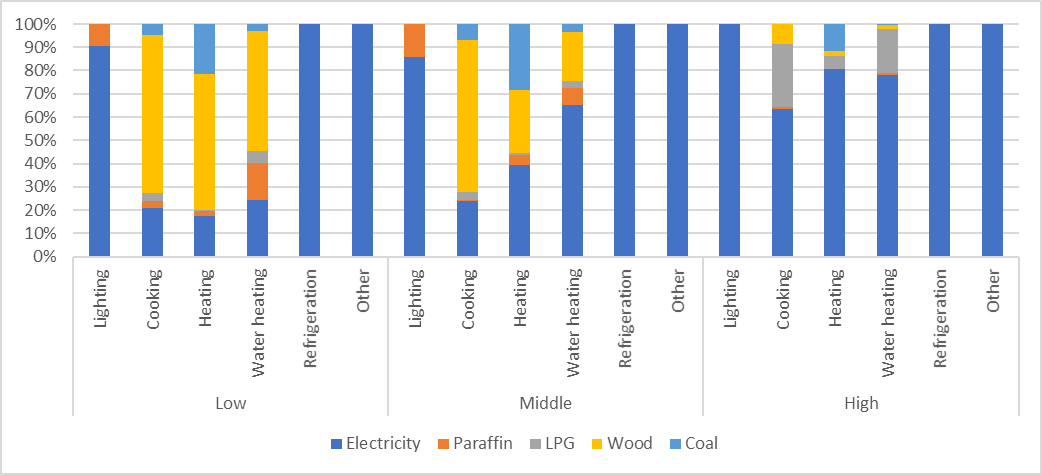 100%
90%
80%
70%
60%
50%
40%
30%
20%
10%
0%
Lighting
Cooking
Heating
Water heating
Refrigeration
Other
Lighting
Cooking
Heating
Water heating
Refrigeration
Other
Lighting
Cooking
Heating
Water heating
Refrigeration
Other
Low Middle High
Electricity Paraffin LPG Wood Coal